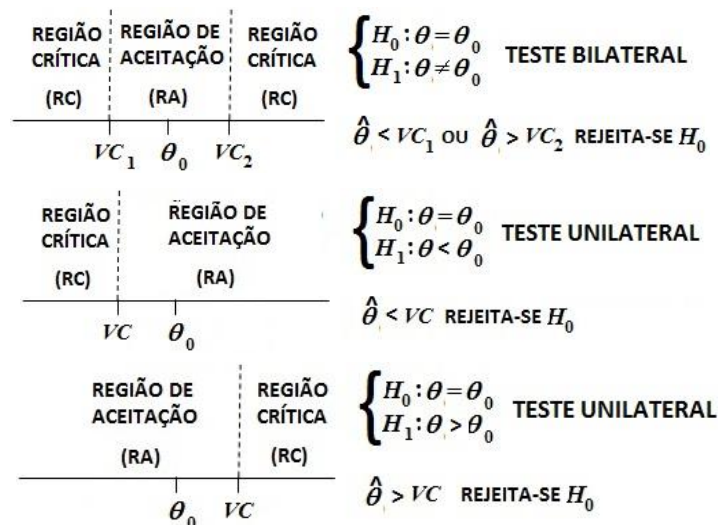 REGIÃO CRÍTICA (RC) REGIÃO DE ACEITAÇÃO (RA) REGIÃO CRÍTICA (RC)
VC₁ θ₀ VC₂
{ H₀: θ = θ₀
H₁: θ ≠ θ₀ TESTE BILATERAL
θ̂ < VC₁ OU θ̂ > VC₂ REJEITA-SE H₀
REGIÃO CRÍTICA (RC) REGIÃO DE ACEITAÇÃO (RA)
VC θ₀
{ H₀: θ = θ₀
H₁: θ < θ₀ TESTE UNILATERAL
θ̂ < VC REJEITA-SE H₀
REGIÃO DE ACEITAÇÃO (RA) REGIÃO CRÍTICA (RC)
θ₀ VC
{ H₀: θ = θ₀
H₁: θ > θ₀ TESTE UNILATERAL
θ̂ > VC REJEITA-SE H₀